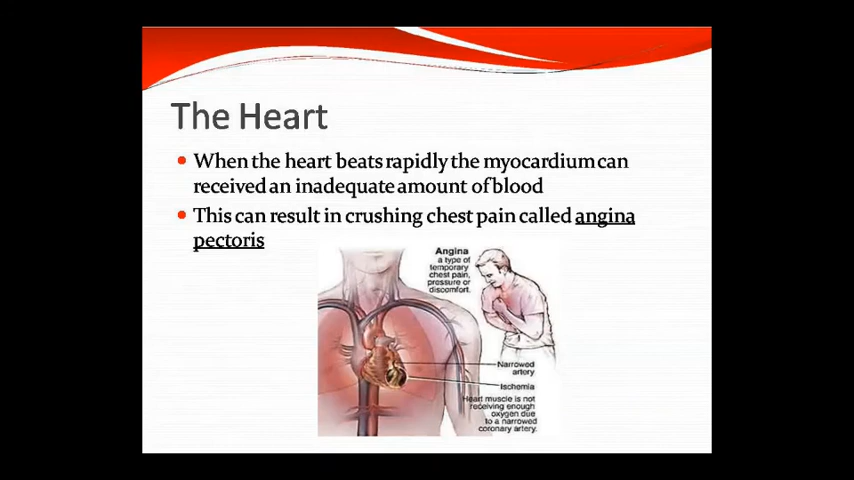 The Heart
When the heart beats rapidly the myocardium can
received an inadequate amount of blood
This can result in crushing chest pain called angina
pectoris
Angina
a type of
temporary
chest pain,
pressure or
discomfort.
Narrowed
artery
Ischemia
Heart muscle is not
receiving enough
oxygen due
to a narrowed
coronary artery.